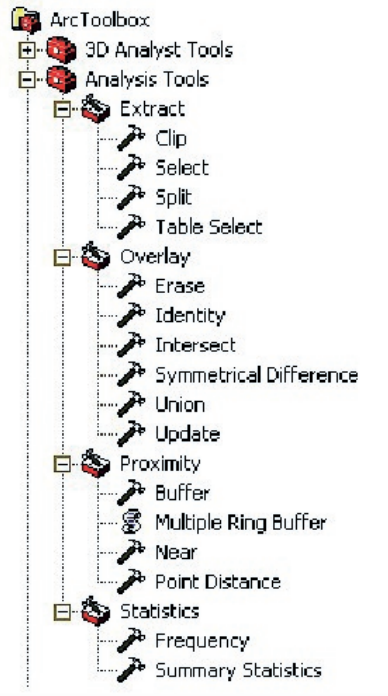 ArcToolbox
3D Analyst Tools
Analysis Tools
Extract
Clip
Select
Split
Table Select
Overlay
Erase
Identity
Intersect
Symmetrical Difference
Union
Update
Proximity
Buffer
Multiple Ring Buffer
Near
Point Distance
Statistics
Frequency
Summary Statistics